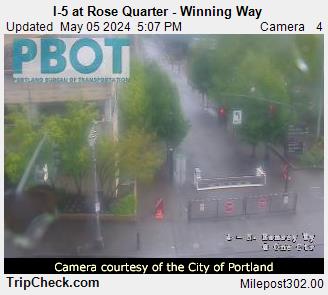 I-5 at Rose Quarter - Winning Way
Updated May 05 2024 5:07 PM Camera 4
PBOT
PORTLAND BUREAU OF TRANSPORTATION
Camera courtesy of the City of Portland
TripCheck.com Milepost302.00